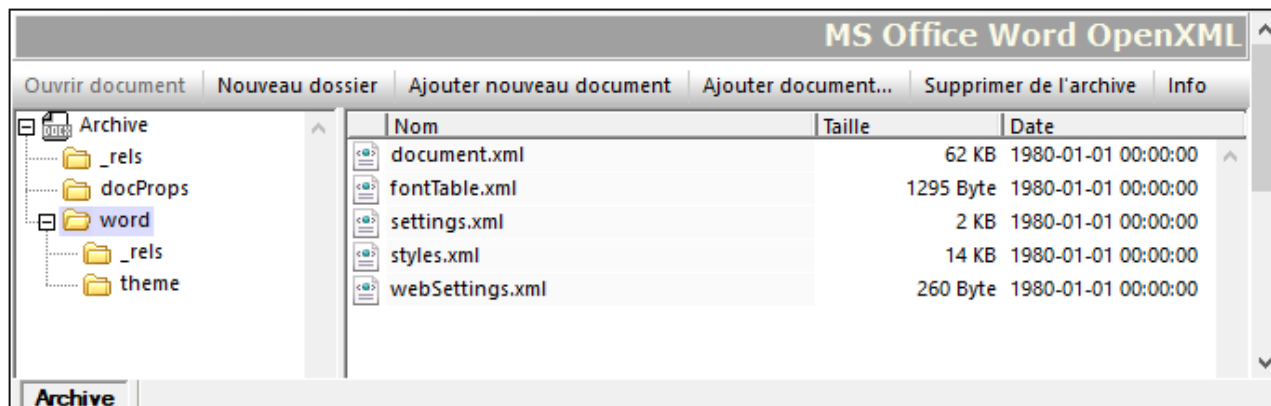 MS Office Word OpenXML
Ouvrir document Nouveau dossier Ajouter nouveau document Ajouter document... Supprimer de l'archive Info
Archive
_rels
docProps
word
_rels
theme
Nom Taille Date
document.xml 62 KB 1980-01-01 00:00:00
fontTable.xml 1295 Byte 1980-01-01 00:00:00
settings.xml 2 KB 1980-01-01 00:00:00
styles.xml 14 KB 1980-01-01 00:00:00
webSettings.xml 260 Byte 1980-01-01 00:00:00
Archive